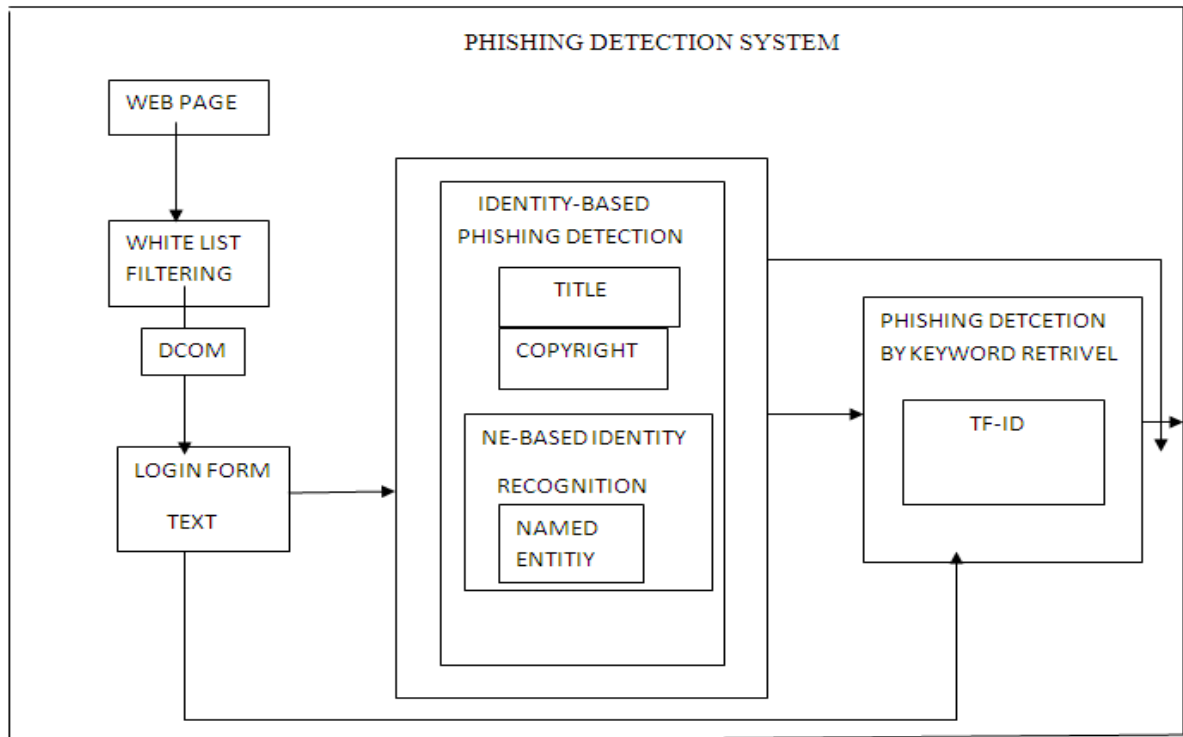 PHISHING DETECTION SYSTEM
WEB PAGE
WHITE LIST
FILTERING
DCOM
LOGIN FORM
TEXT
IDENTITY-BASED
PHISHING DETECTION
TITLE
COPYRIGHT
NE-BASED IDENTITY
RECOGNITION
NAMED
ENTITIY
PHISHING DETCETION
BY KEYWORD RETRIVEL
TF-ID